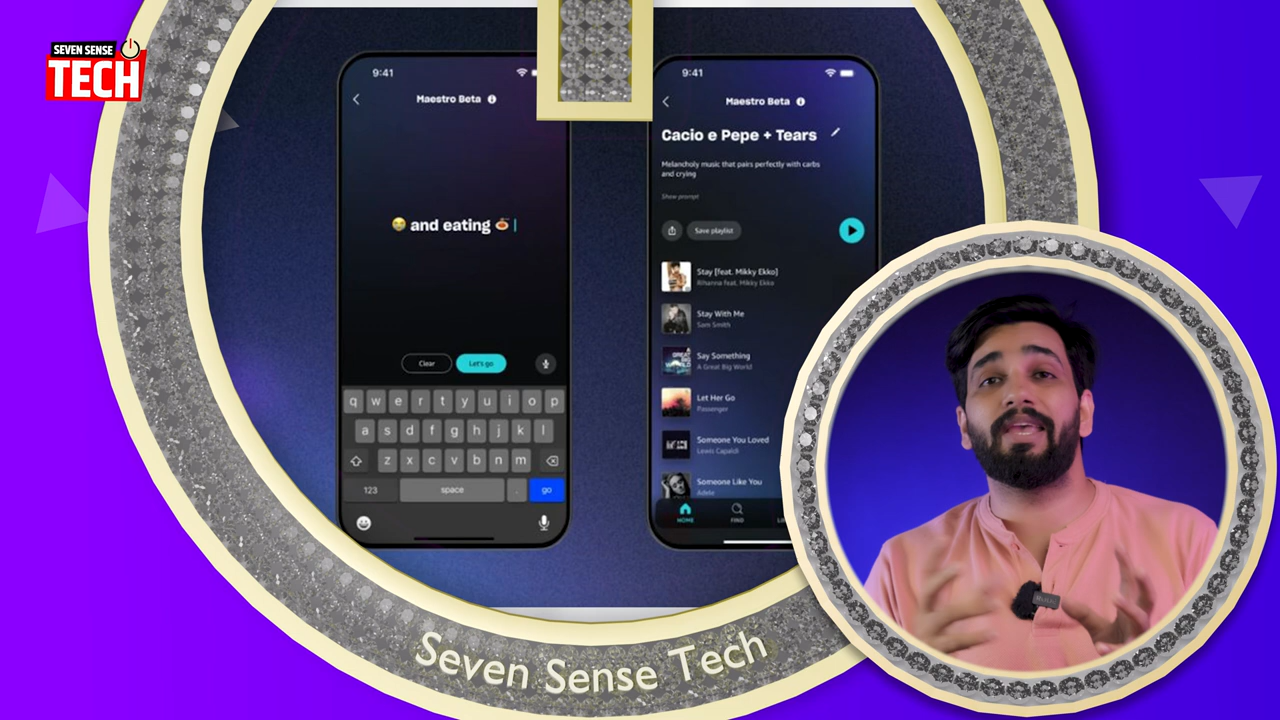 SEVEN SENSE
TECH
9:41
Maestro Beta
😭 and eating 🍝
Clear
Let's go
q w e r t y u i o p
a s d f g h j k l
z x c v b n m
123
space
.
go
9:41
Maestro Beta
Cacio e Pepe + Tears
Melancholy music that pairs perfectly with carbs
and crying
Show prompt
Save playlist
Stay [feat. Mikky Ekko]
Rihanna feat. Mikky Ekko
Stay With Me
Sam Smith
Say Something
A Great Big World
Let Her Go
Passenger
Someone You Loved
Lewis Capaldi
Someone Like You
Adele
HOME
FIND
Seven Sense Tech